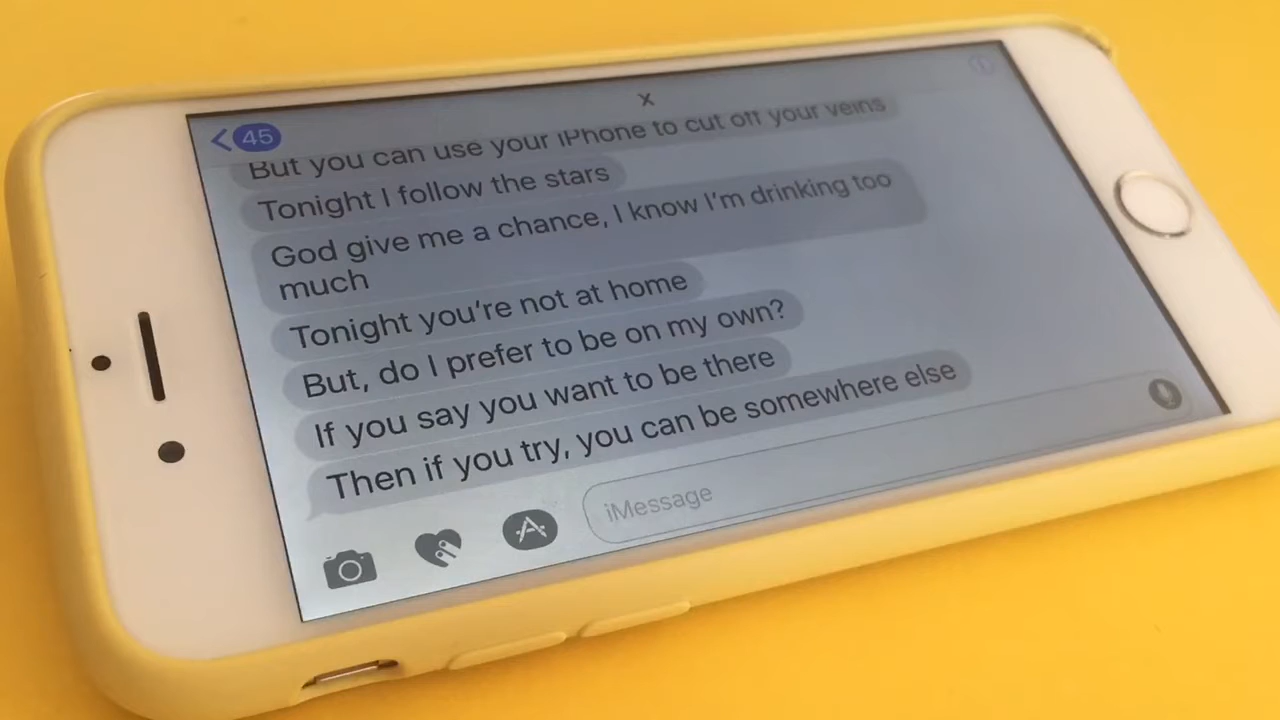 45
x
But you can use your iPhone to cut off your veins
Tonight I follow the stars
God give me a chance, I know I'm drinking too
much
Tonight you're not at home
But, do I prefer to be on my own?
If you say you want to be there
Then if you try, you can be somewhere else
iMessage